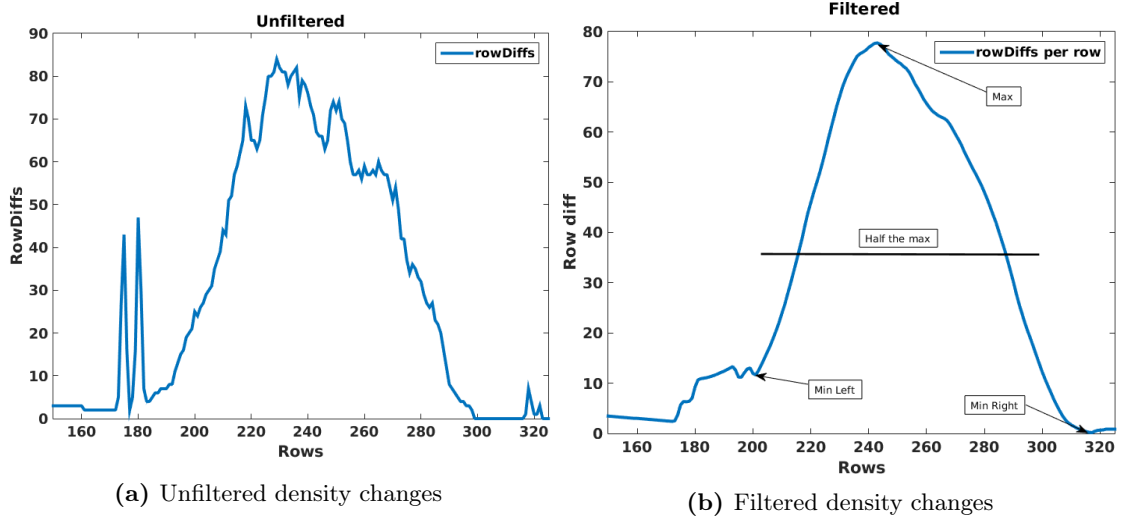 Unfiltered
90
80
70
60
50
40
30
20
10
0
RowDiffs
rowDiffs
160 180 200 220 240 260 280 300 320
Rows
(a) Unfiltered density changes
Filtered
80
70
60
50
40
30
20
10
0
Row diff
rowDiffs per row
Max
Half the max
Min Left
Min Right
160 180 200 220 240 260 280 300 320
Rows
(b) Filtered density changes